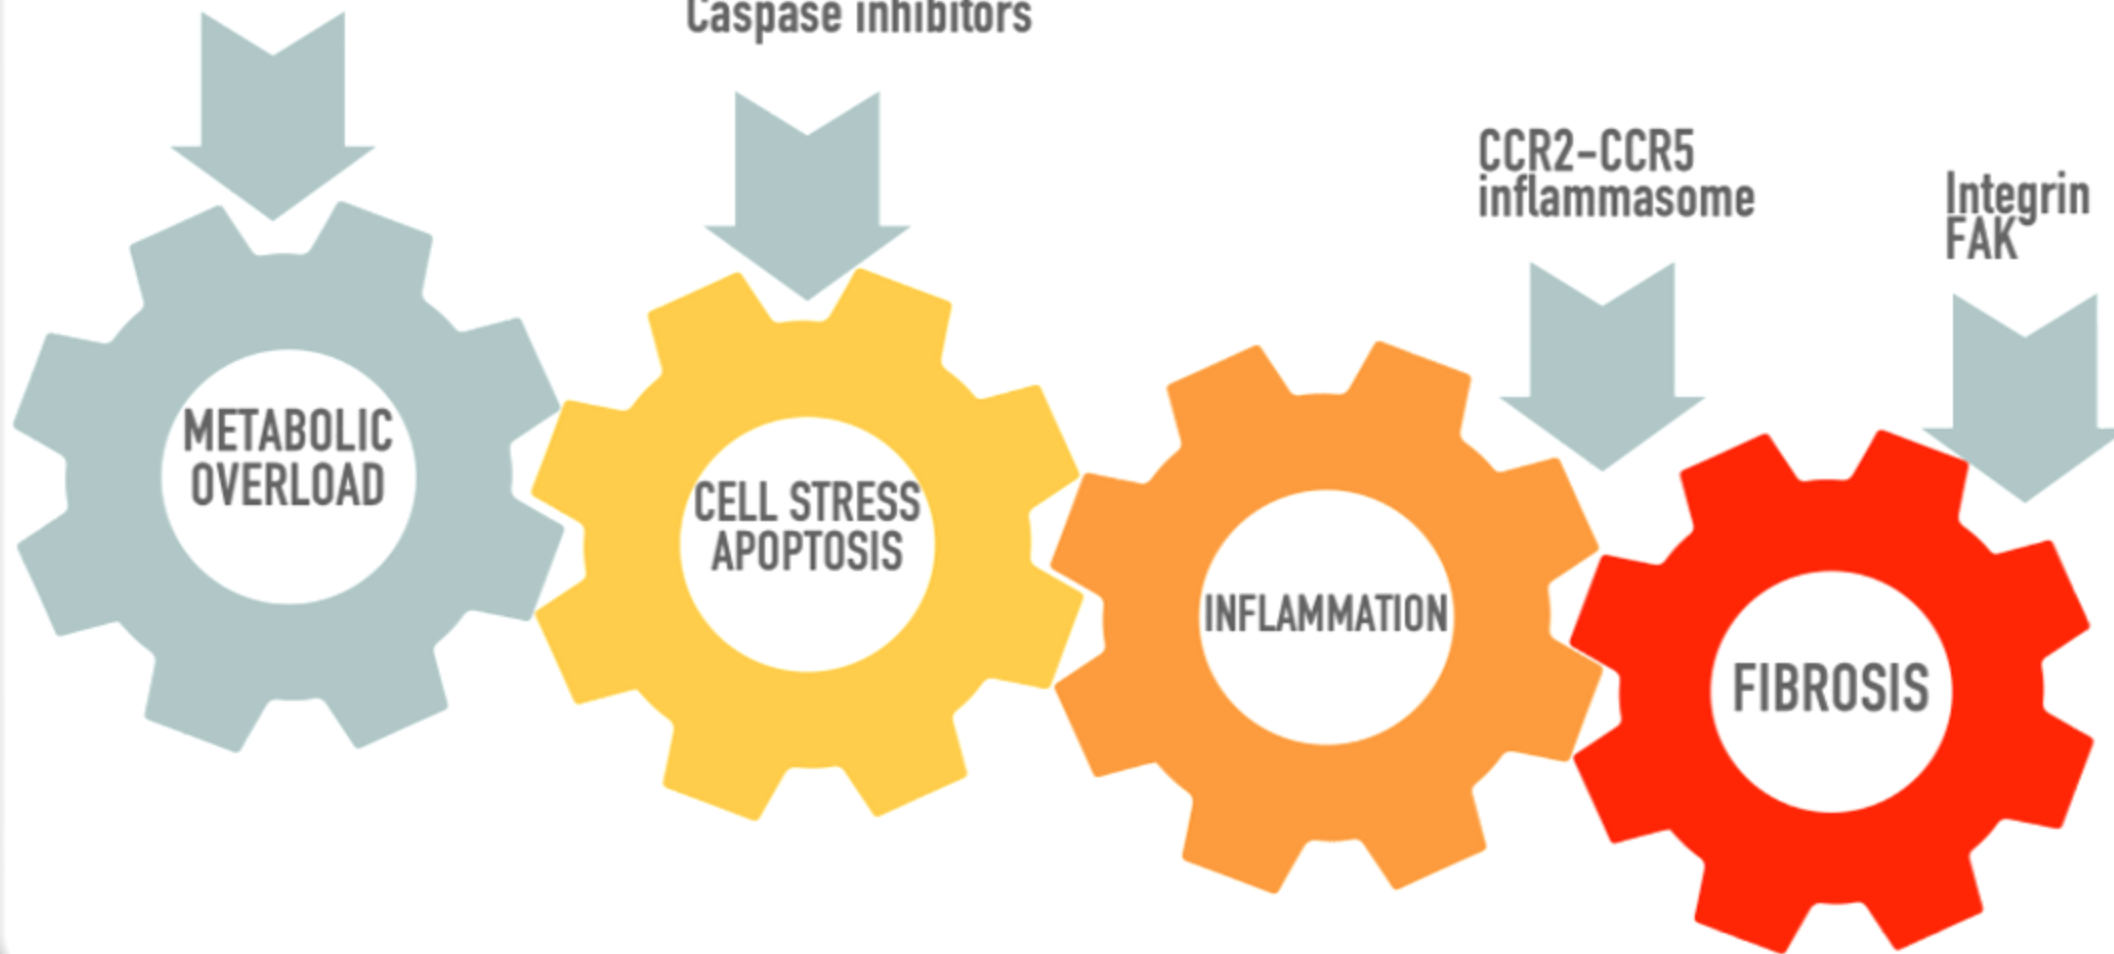 Caspase inhibitors
CCR2-CCR5
inflammasome
Integrin
FAK
METABOLIC
OVERLOAD
CELL STRESS
APOPTOSIS
INFLAMMATION
FIBROSIS